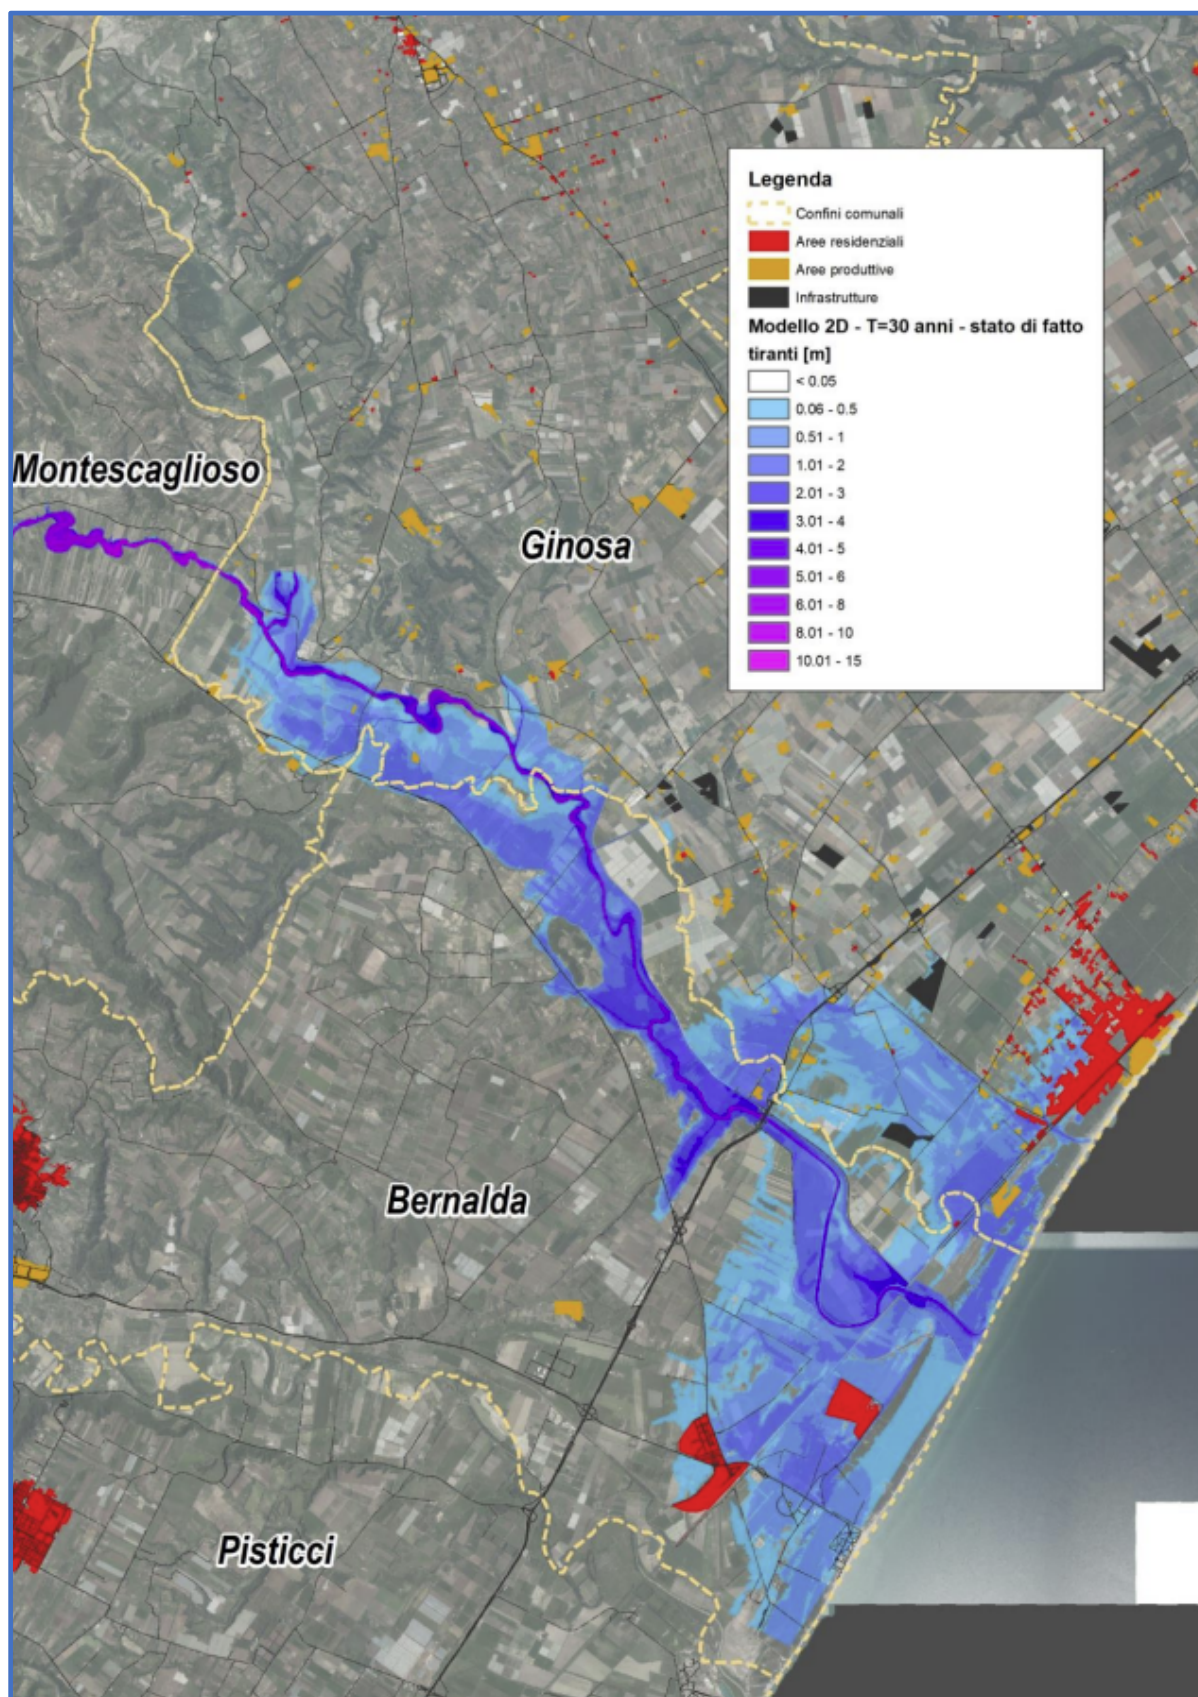 Legenda
Confini comunali
Aree residenziali
Aree produttive
Infrastrutture
Modello 2D - T=30 anni - stato di fatto
tiranti [m]
< 0.05
0.06 - 0.5
0.51 - 1
1.01 - 2
2.01 - 3
3.01 - 4
4.01 - 5
5.01 - 6
6.01 - 8
8.01 - 10
10.01 - 15
Montescaglioso
Ginosa
Bernalda
Pisticci